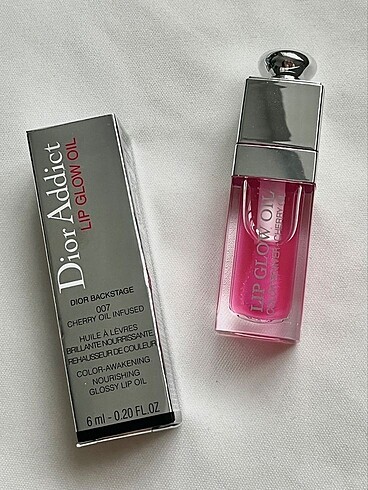 Dior Addict
LIP GLOW OIL
DIOR BACKSTAGE
007
CHERRY OIL INFUSED
HUILE À LÈVRES
BRILLANTE NOURRISSANTE
REHAUSSEUR DE COULEUR
COLOR-AWAKENING
NOURISHING
GLOSSY LIP OIL
6 ml - 0.20 FL.OZ
LIP GLOW OIL
CHERRY